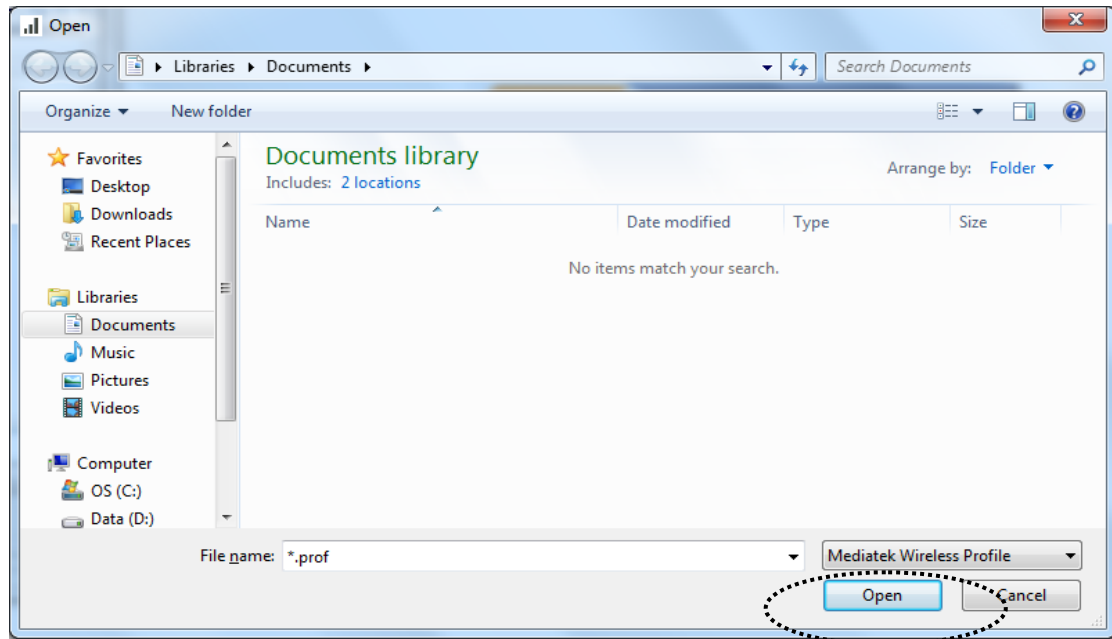 Open
Libraries Documents Search Documents
Organize New folder
Favorites
Desktop
Downloads
Recent Places
Libraries
Documents
Music
Pictures
Videos
Computer
OS (C:)
Data (D:)
Documents library
Includes: 2 locations
Arrange by: Folder
Name Date modified Type Size
No items match your search.
File name: *.prof Mediatek Wireless Profile
Open Cancel